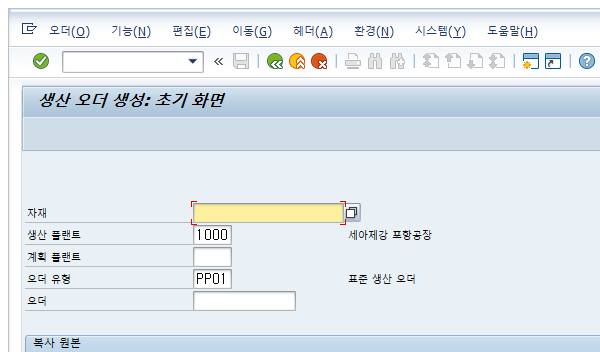 오더(O) 기능(N) 편집(E) 이동(G) 헤더(A) 환경(N) 시스템(Y) 도움말(H)
생산 오더 생성: 초기 화면
자재
생산 플랜트 1000 세아제강 포항공장
계획 플랜트
오더 유형 PP01 표준 생산 오더
오더
복사 원본